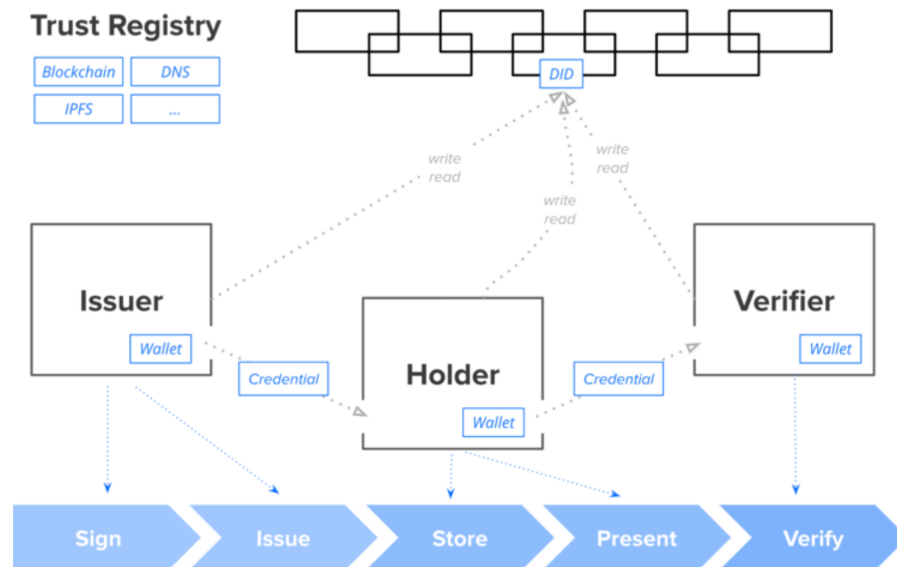 Trust Registry
Blockchain
DNS
IPFS
...
DID
write
read
write
read
write
read
Issuer
Wallet
Credential
Holder
Wallet
Credential
Verifier
Wallet
Sign
Issue
Store
Present
Verify